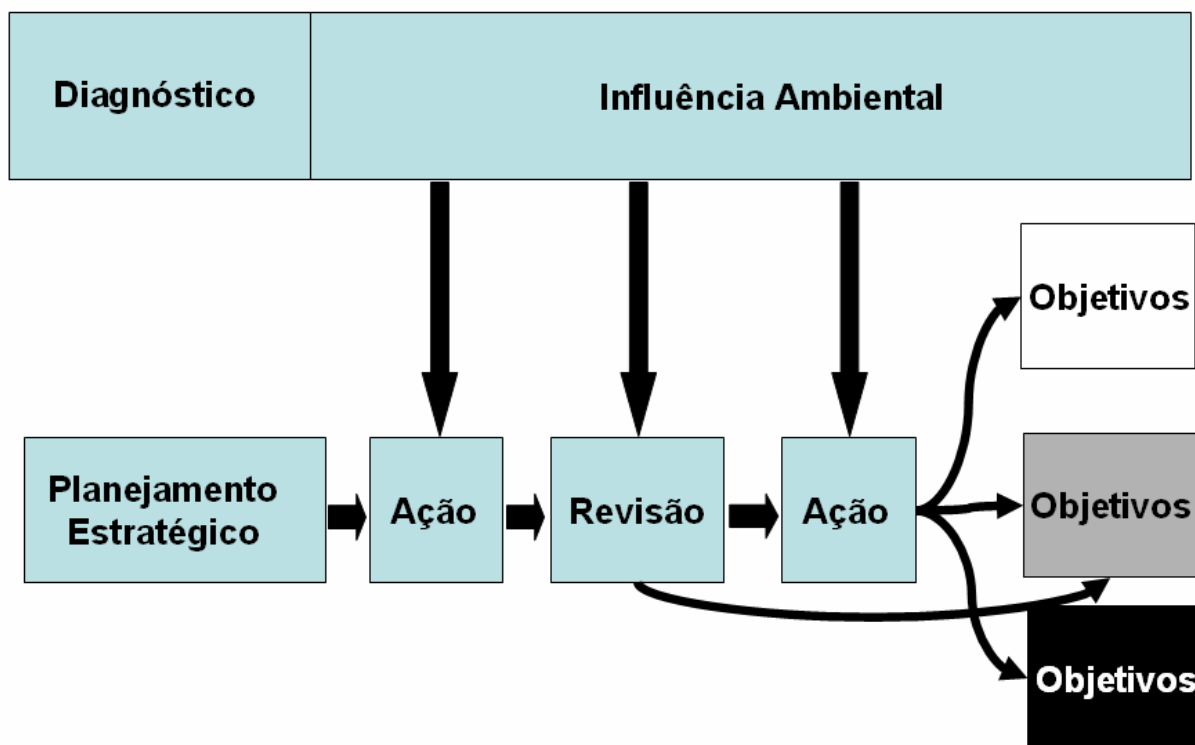 Diagnóstico
Influência Ambiental
Objetivos
Planejamento
Estratégico
Ação
Revisão
Ação
Objetivos
Objetivos